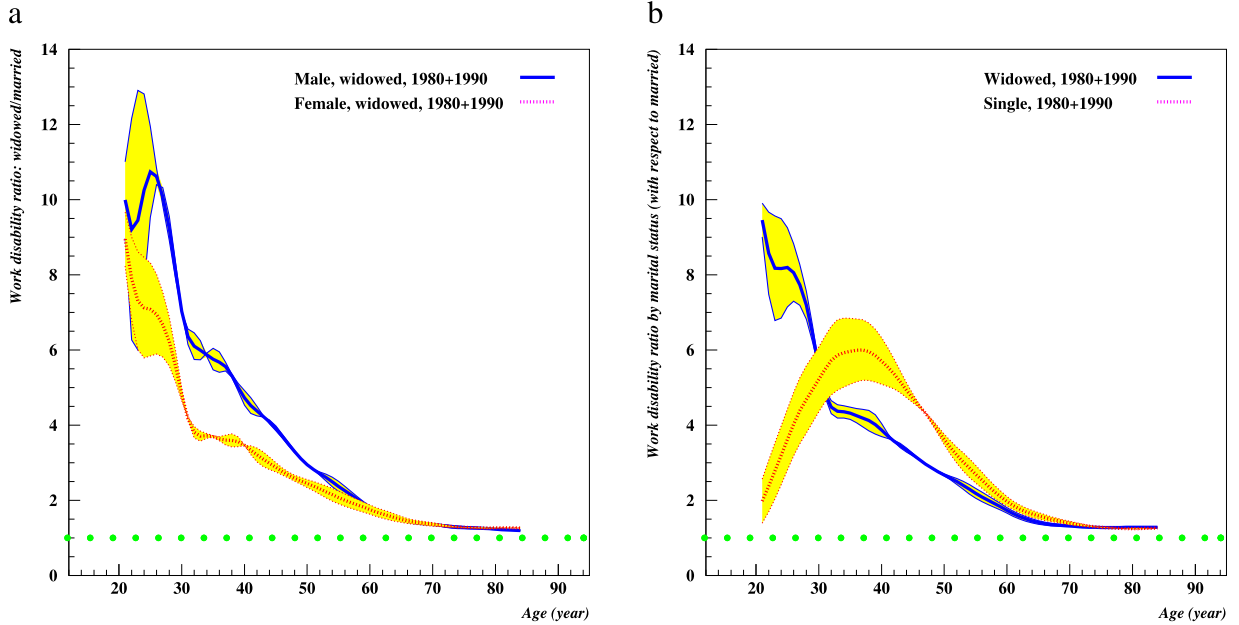 a
Work disability ratio: widowed/married
14
12
10
8
6
4
2
0
Male, widowed, 1980+1990
Female, widowed, 1980+1990
20 30 40 50 60 70 80 90
Age (year)
b
Work disability ratio by marital status (with respect to married)
14
12
10
8
6
4
2
0
Widowed, 1980+1990
Single, 1980+1990
20 30 40 50 60 70 80 90
Age (year)